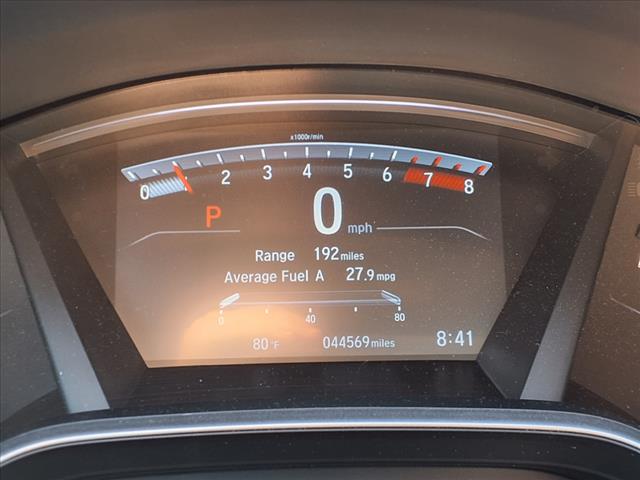 x1000r/min
0 1 2 3 4 5 6 7 8
P 0 mph
Range 192 miles
Average Fuel A 27.9 mpg
0 40 80
80°F 044569 miles 8:41